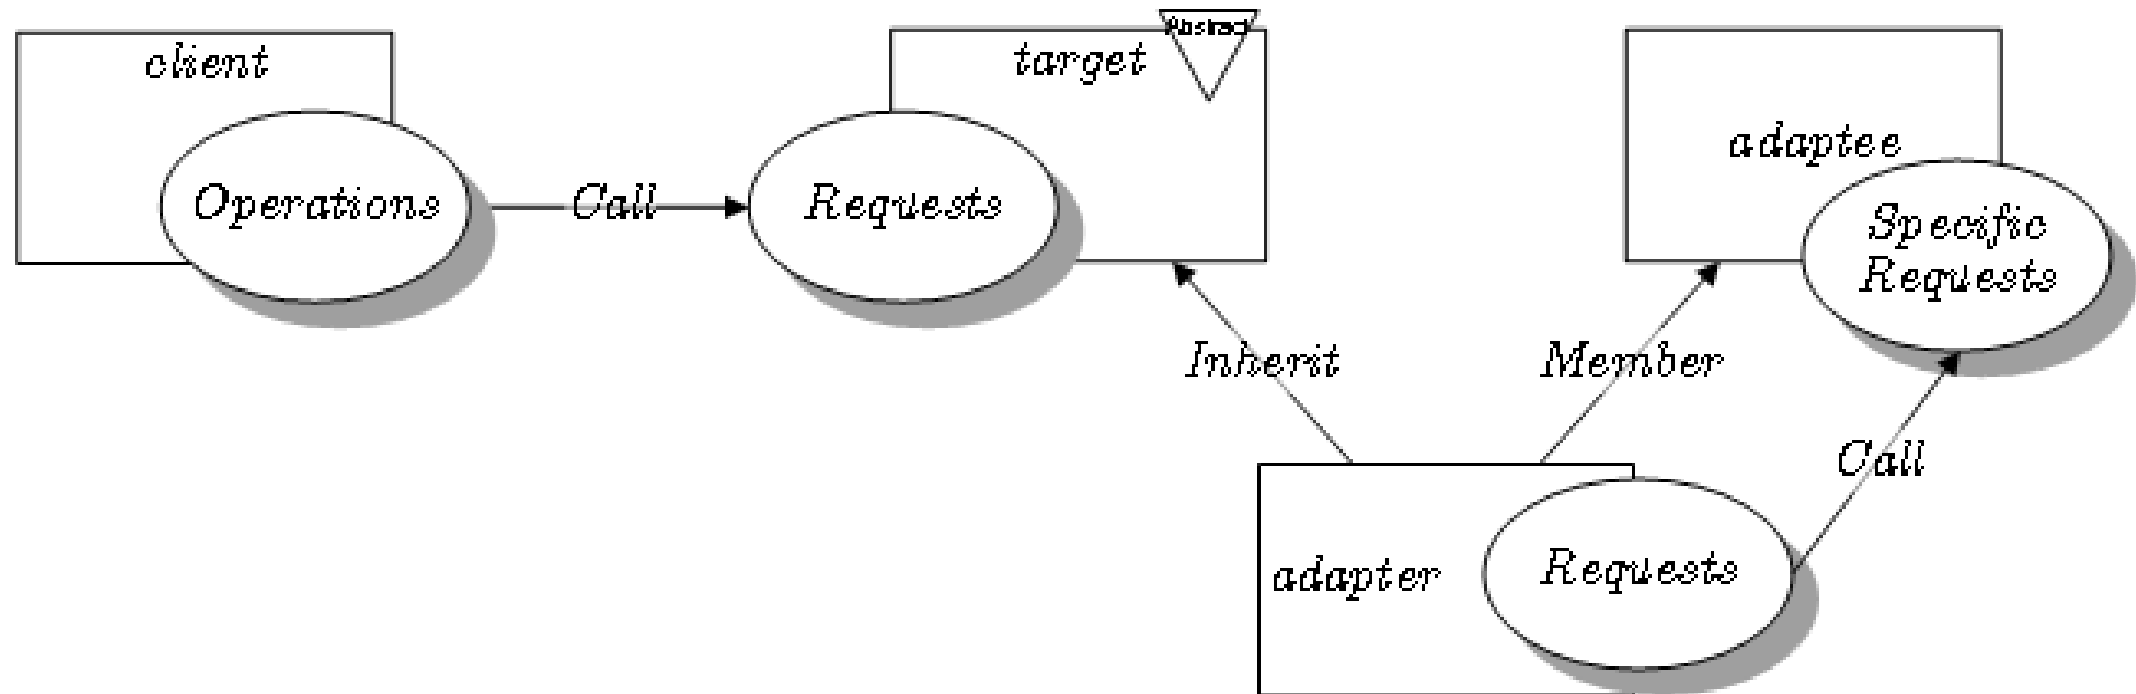 client
target
Abstract
adaptee
Operations
Call
Requests
Specific
Requests
Inherit
Member
Call
adapter
Requests